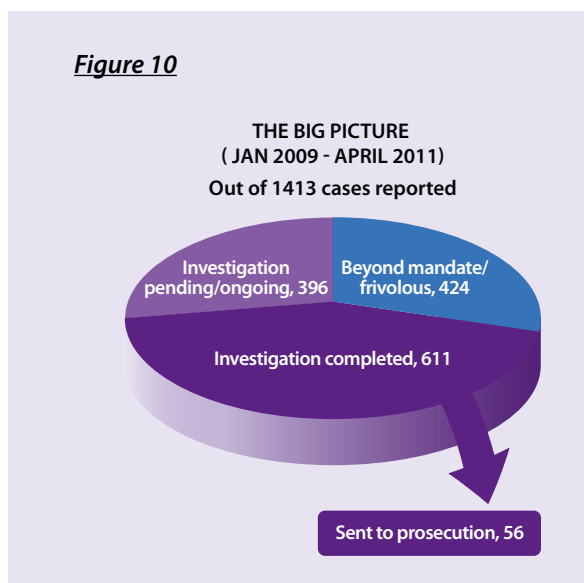 Figure 10
THE BIG PICTURE
( JAN 2009 - APRIL 2011)
Out of 1413 cases reported
Investigation
pending/ongoing, 396
Beyond mandate/
frivolous, 424
Investigation completed, 611
Sent to prosecution, 56